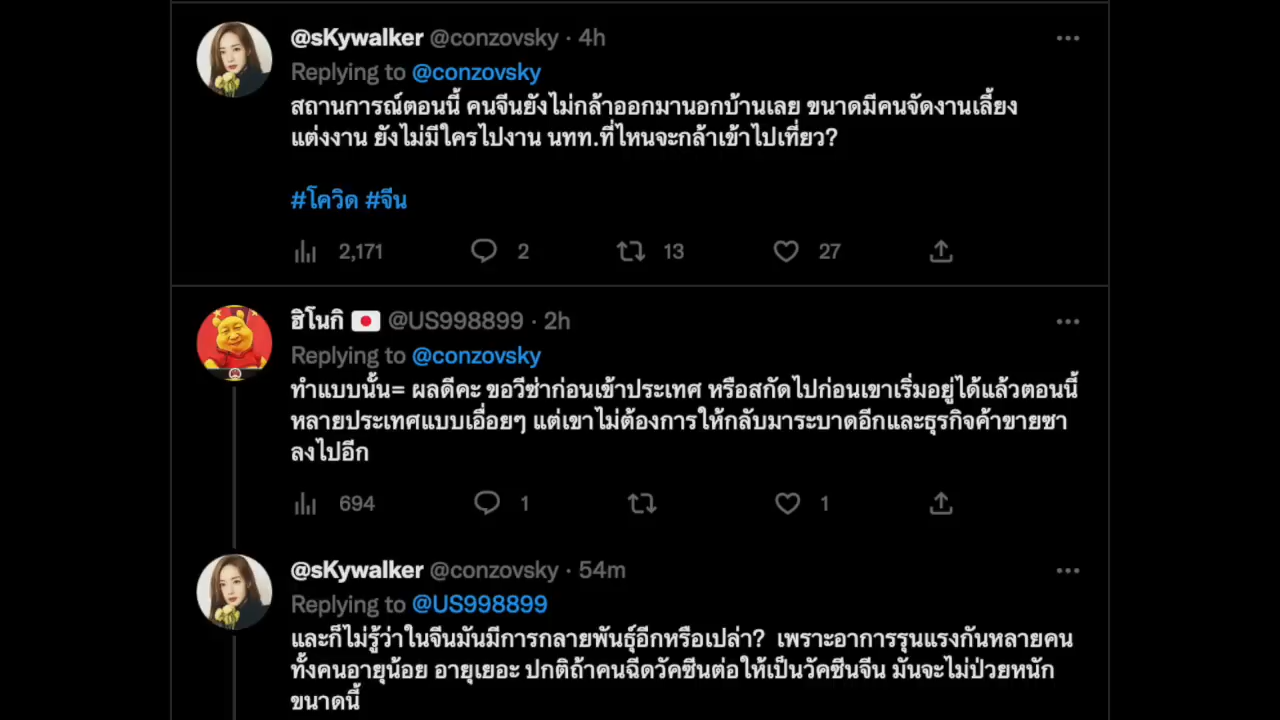 @sKywalker @conzovsky · 4h
Replying to @conzovsky
สถานการณ์ตอนนี้ คนจีนยังไม่กล้าออกมานอกบ้านเลย ขนาดมีคนจัดงานเลี้ยง
แต่งงาน ยังไม่มีใครไปงาน นทท.ที่ไหนจะกล้าเข้าไปเที่ยว?
#โควิด #จีน
2,171 2 13 27
ฮิโนกิ 🇯🇵 @US998899 · 2h
Replying to @conzovsky
ทำแบบนั้น= ผลดีคะ ขอวีซ่าก่อนเข้าประเทศ หรือสกัดไปก่อนเขาเริ่มอยู่ได้แล้วตอนนี้
หลายประเทศแบบเอื่อยๆ แต่เขาไม่ต้องการให้กลับมาระบาดอีกและธุรกิจค้าขายซา
ลงไปอีก
694 1 1
@sKywalker @conzovsky · 54m
Replying to @US998899
และก็ไม่รู้ว่าในจีนมันมีการกลายพันธุ์อีกหรือเปล่า? เพราะอาการรุนแรงกันหลายคน
ทั้งคนอายุน้อย อายุเยอะ ปกติถ้าคนฉีดวัคซีนต่อให้เป็นวัคซีนจีน มันจะไม่ป่วยหนัก
ขนาดนี้